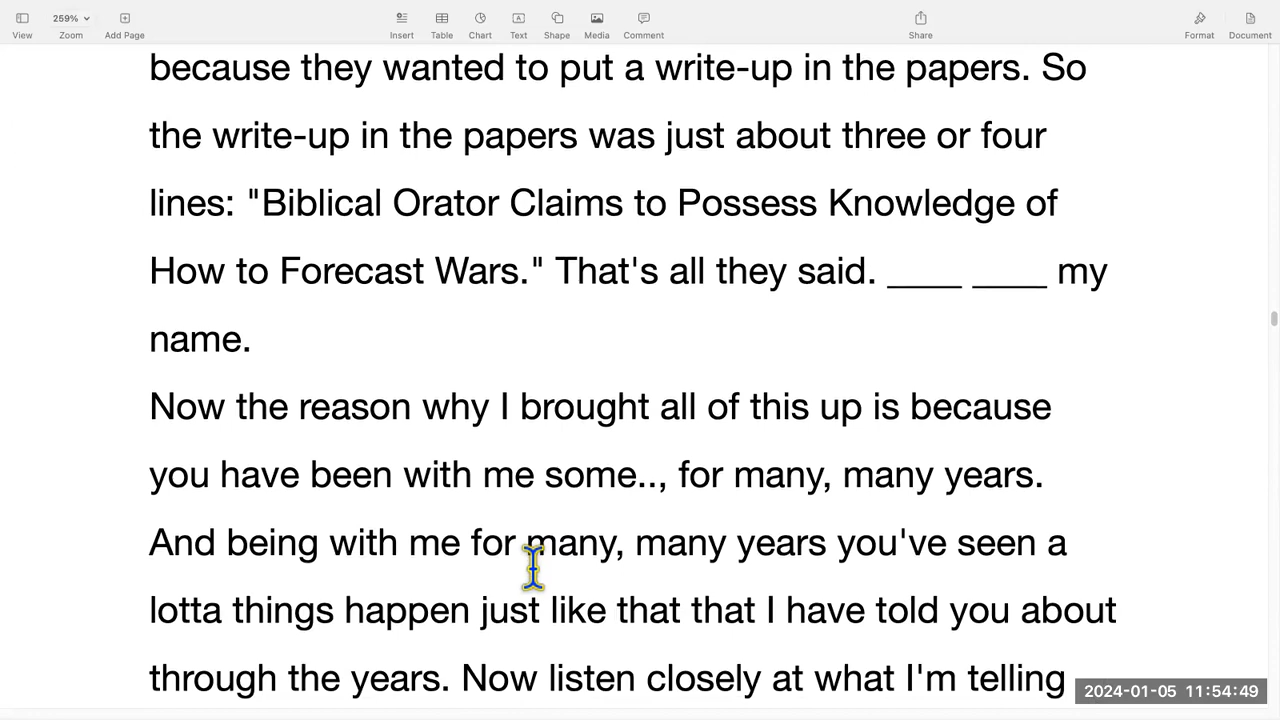 259%
View
Zoom
Add Page
Insert
Table
Chart
Text
Shape
Media
Comment
Share
Format
Document
because they wanted to put a write-up in the papers. So
the write-up in the papers was just about three or four
lines: "Biblical Orator Claims to Possess Knowledge of
How to Forecast Wars." That's all they said. ____ ____ my
name.
Now the reason why I brought all of this up is because
you have been with me some.., for many, many years.
And being with me for many, many years you've seen a
lotta things happen just like that that I have told you about
through the years. Now listen closely at what I'm telling
2024-01-05 11:54:49